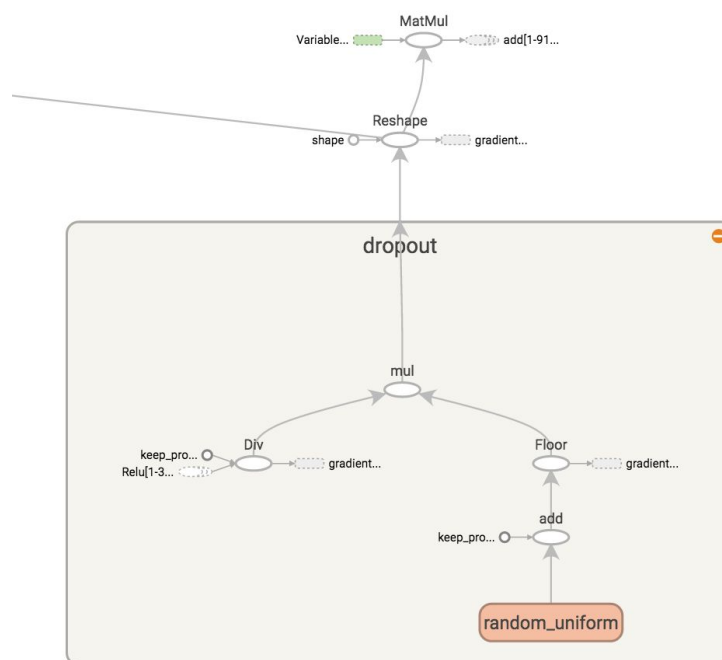 MatMul
Variable...
add[1-91...
Reshape
shape
gradient...
dropout
mul
Div
Floor
keep_pro...
Relu[1-3...
gradient...
gradient...
add
keep_pro...
random_uniform